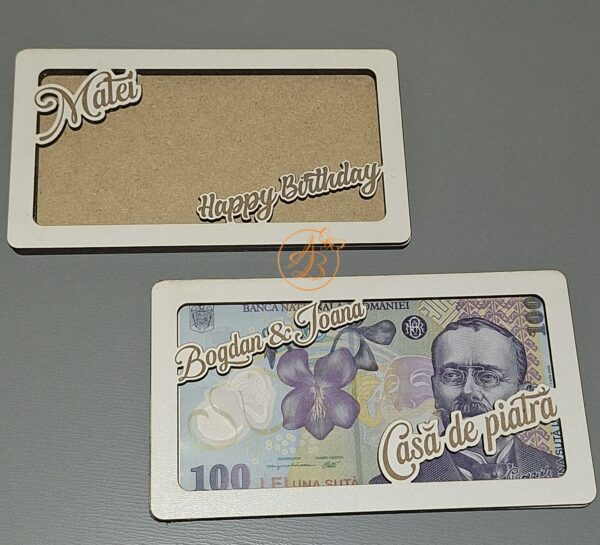 Matei
Happy Birthday
BANCA NAȚIONALĂ A ROMÂNIEI
Bogdan & Ioana
100
Casă de piatră
100 LEI UNA SUTĂ